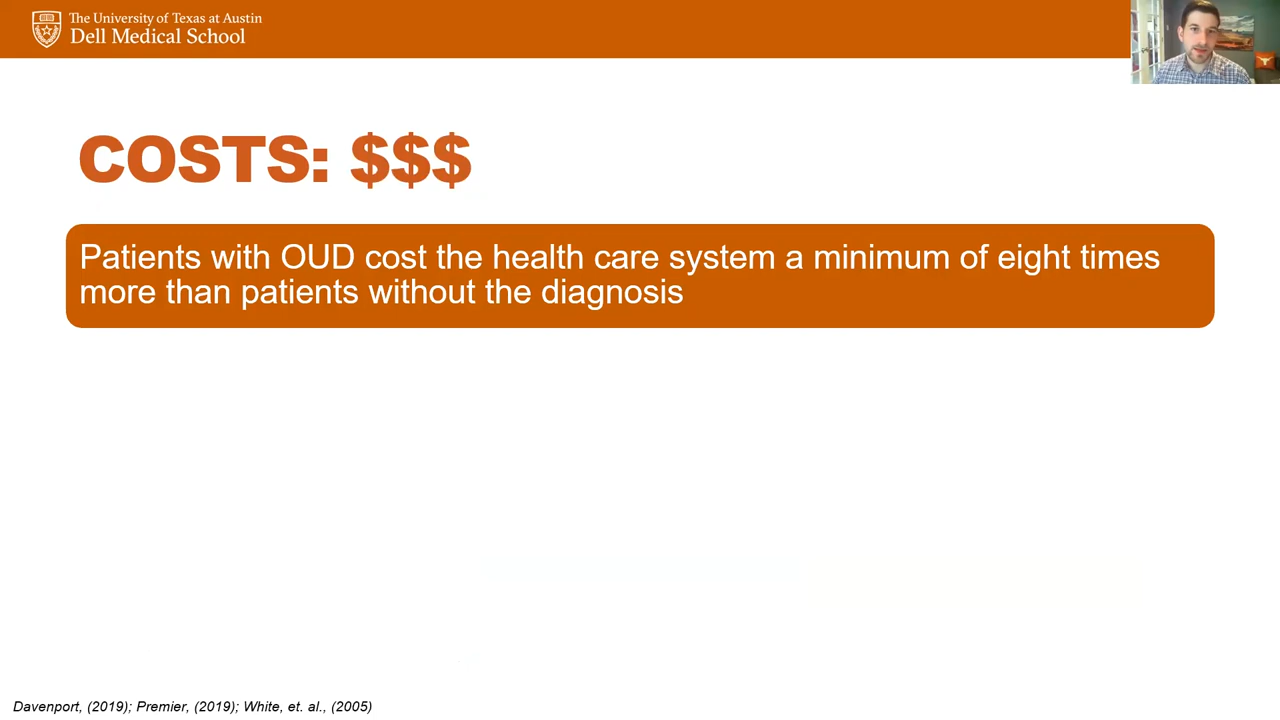 The University of Texas at Austin
Dell Medical School
COSTS: $$$
Patients with OUD cost the health care system a minimum of eight times
more than patients without the diagnosis
Davenport, (2019); Premier, (2019); White, et. al., (2005)